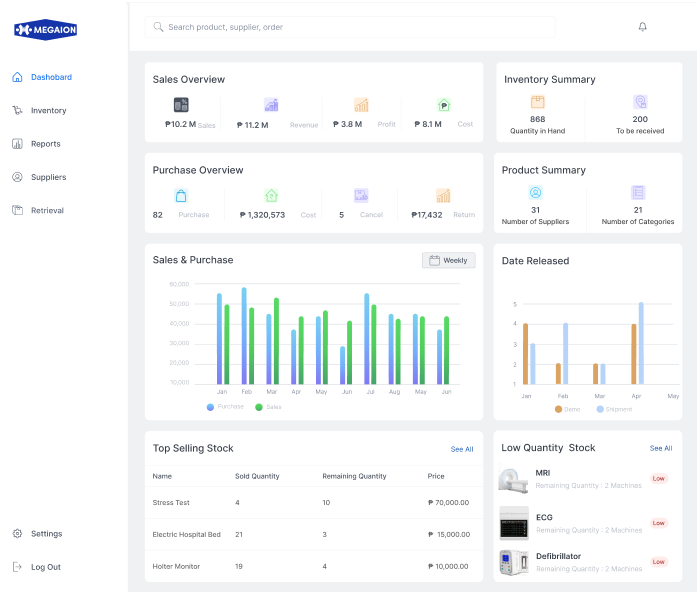 MEGAION
Search product, supplier, order
Dashobard
Inventory
Reports
Suppliers
Retrieval
Settings
Log Out
Sales Overview
₱10.2 M Sales
₱ 11.2 M Revenue
₱ 3.8 M Profit
₱ 8.1 M Cost
Inventory Summary
868
Quantity in Hand
200
To be received
Purchase Overview
82 Purchase
₱ 1,320,573 Cost
5 Cancel
₱17,432 Return
Product Summary
31
Number of Suppliers
21
Number of Categories
Sales & Purchase
Weekly
60,000
50,000
40,000
30,000
20,000
10,000
Jan Feb Mar Apr May Jun Jul Aug May Jun
Purchase Sales
Date Released
5
4
3
2
1
Jan Feb Mar Apr May
Demo Shipment
Top Selling Stock See All
Name Sold Quantity Remaining Quantity Price
Stress Test 4 10 ₱ 70,000.00
Electric Hospital Bed 21 3 ₱ 15,000.00
Holter Monitor 19 4 ₱ 10,000.00
Low Quantity Stock See All
MRI
Remaining Quantity : 2 Machines Low
ECG
Remaining Quantity : 2 Machines Low
Defibrillator
Remaining Quantity : 2 Machines Low